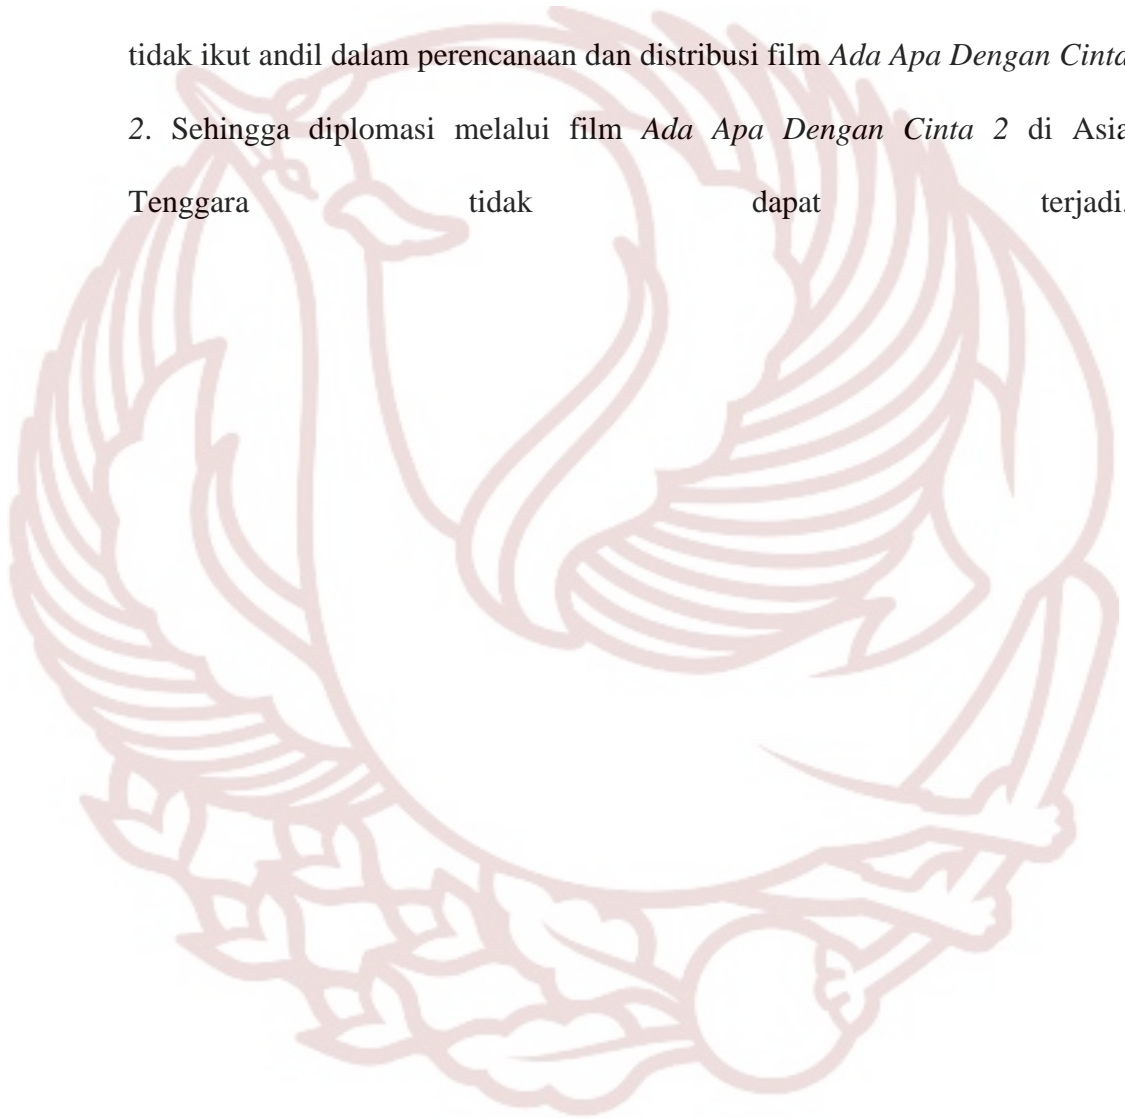 tidak ikut andil dalam perencanaan dan distribusi film Ada Apa Dengan Cinta
2. Sehingga diplomasi melalui film Ada Apa Dengan Cinta 2 di Asia
Tenggara tidak dapat terjadi.